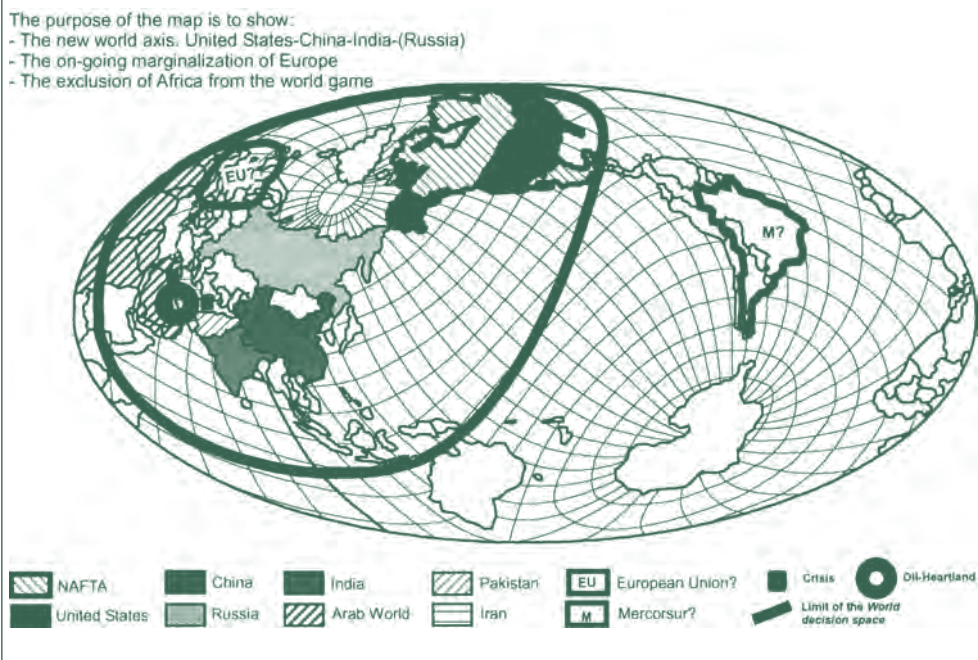 The purpose of the map is to show:
- The new world axis. United States-China-India-(Russia)
- The on-going marginalization of Europe
- The exclusion of Africa from the world game
EU?
M?
NAFTA
China
India
Pakistan
EU
European Union?
Crisis
Oil-Heartland
United States
Russia
Arab World
Iran
M
Mercorsur?
Limit of the World
decision space